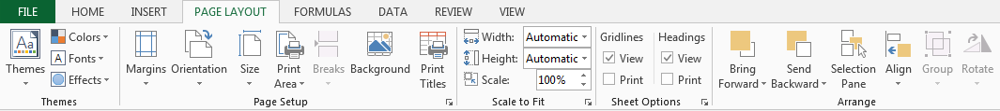 FILE HOME INSERT PAGE LAYOUT FORMULAS DATA REVIEW VIEW
Aa Themes
Colors
A Fonts
Effects
Themes
Margins
Orientation
Size
Print
Area
Breaks
Background
Print
Titles
Page Setup
Width: Automatic
Height: Automatic
Scale: 100%
Scale to Fit
Gridlines
View
Print
Headings
View
Print
Sheet Options
Bring
Forward
Send
Backward
Selection
Pane
Align
Group
Rotate
Arrange